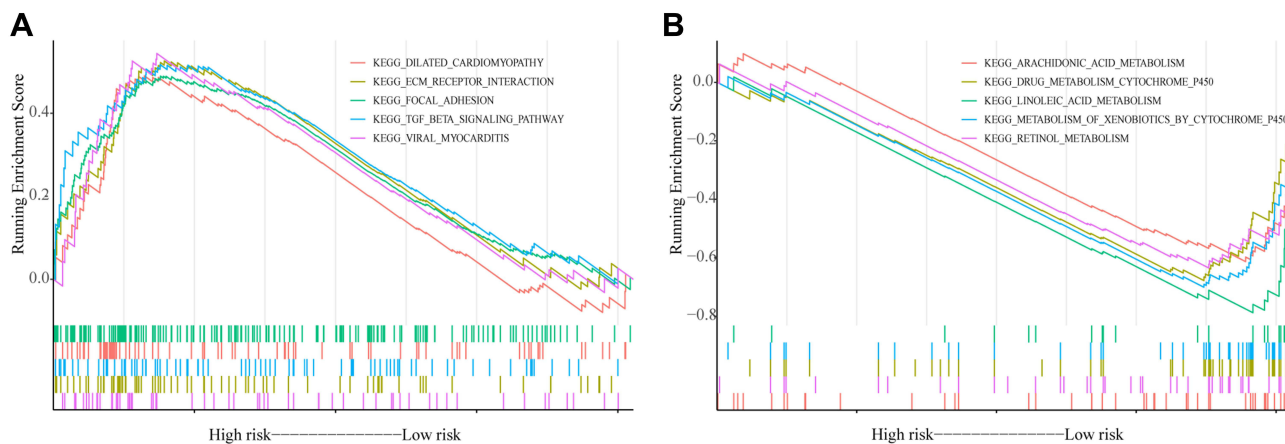 A
Running Enrichment Score
0.4
0.2
0.0
KEGG_DILATED_CARDIOMYOPATHY
KEGG_ECM_RECEPTOR_INTERACTION
KEGG_FOCAL_ADHESION
KEGG_TGF_BETA_SIGNALING_PATHWAY
KEGG_VIRAL_MYOCARDITIS
High risk--------------Low risk
B
Running Enrichment Score
0.0
−0.2
−0.4
−0.6
−0.8
KEGG_ARACHIDONIC_ACID_METABOLISM
KEGG_DRUG_METABOLISM_CYTOCHROME_P450
KEGG_LINOLEIC_ACID_METABOLISM
KEGG_METABOLISM_OF_XENOBIOTICS_BY_CYTOCHROME_P450
KEGG_RETINOL_METABOLISM
High risk--------------Low risk